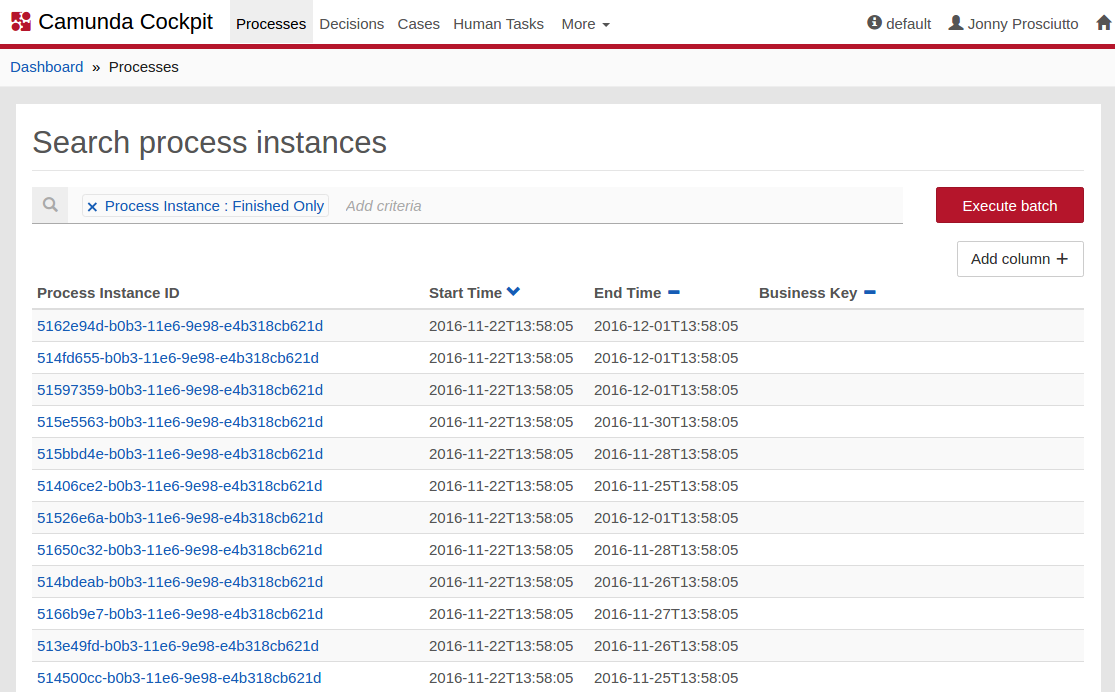 Camunda Cockpit Processes Decisions Cases Human Tasks More default Jonny Prosciutto
Dashboard » Processes
Search process instances
Process Instance : Finished Only Add criteria Execute batch
Add column +
Process Instance ID Start Time End Time Business Key
5162e94d-b0b3-11e6-9e98-e4b318cb621d 2016-11-22T13:58:05 2016-12-01T13:58:05
514fd655-b0b3-11e6-9e98-e4b318cb621d 2016-11-22T13:58:05 2016-12-01T13:58:05
51597359-b0b3-11e6-9e98-e4b318cb621d 2016-11-22T13:58:05 2016-12-01T13:58:05
515e5563-b0b3-11e6-9e98-e4b318cb621d 2016-11-22T13:58:05 2016-11-30T13:58:05
515bbd4e-b0b3-11e6-9e98-e4b318cb621d 2016-11-22T13:58:05 2016-11-28T13:58:05
51406ce2-b0b3-11e6-9e98-e4b318cb621d 2016-11-22T13:58:05 2016-11-25T13:58:05
51526e6a-b0b3-11e6-9e98-e4b318cb621d 2016-11-22T13:58:05 2016-12-01T13:58:05
51650c32-b0b3-11e6-9e98-e4b318cb621d 2016-11-22T13:58:05 2016-11-28T13:58:05
514bdeab-b0b3-11e6-9e98-e4b318cb621d 2016-11-22T13:58:05 2016-11-26T13:58:05
5166b9e7-b0b3-11e6-9e98-e4b318cb621d 2016-11-22T13:58:05 2016-11-27T13:58:05
513e49fd-b0b3-11e6-9e98-e4b318cb621d 2016-11-22T13:58:05 2016-11-26T13:58:05
514500cc-b0b3-11e6-9e98-e4b318cb621d 2016-11-22T13:58:05 2016-11-25T13:58:05